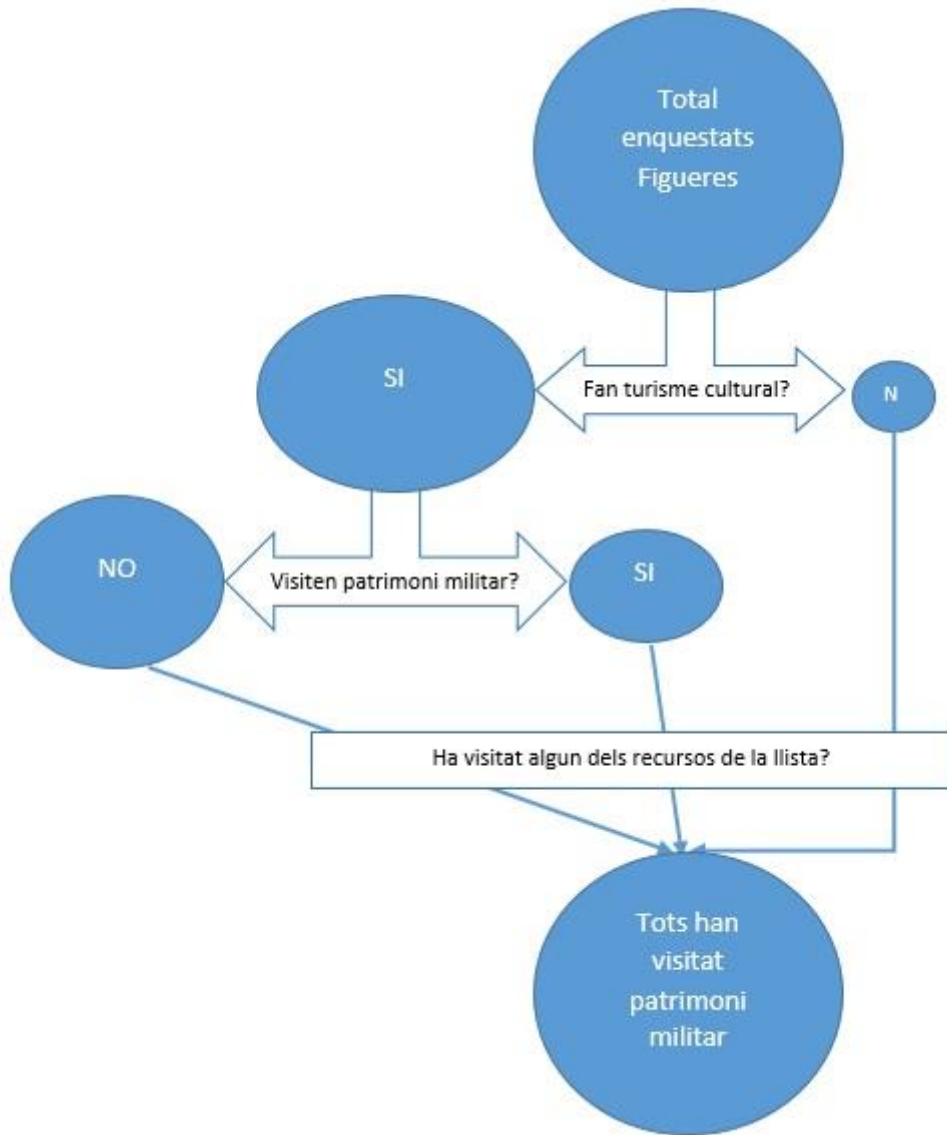 Total
enquestats
Figueres
SI
Fan turisme cultural?
N
NO
Visiten patrimoni militar?
SI
Ha visitat algun dels recursos de la llista?
Tots han
visitat
patrimoni
militar